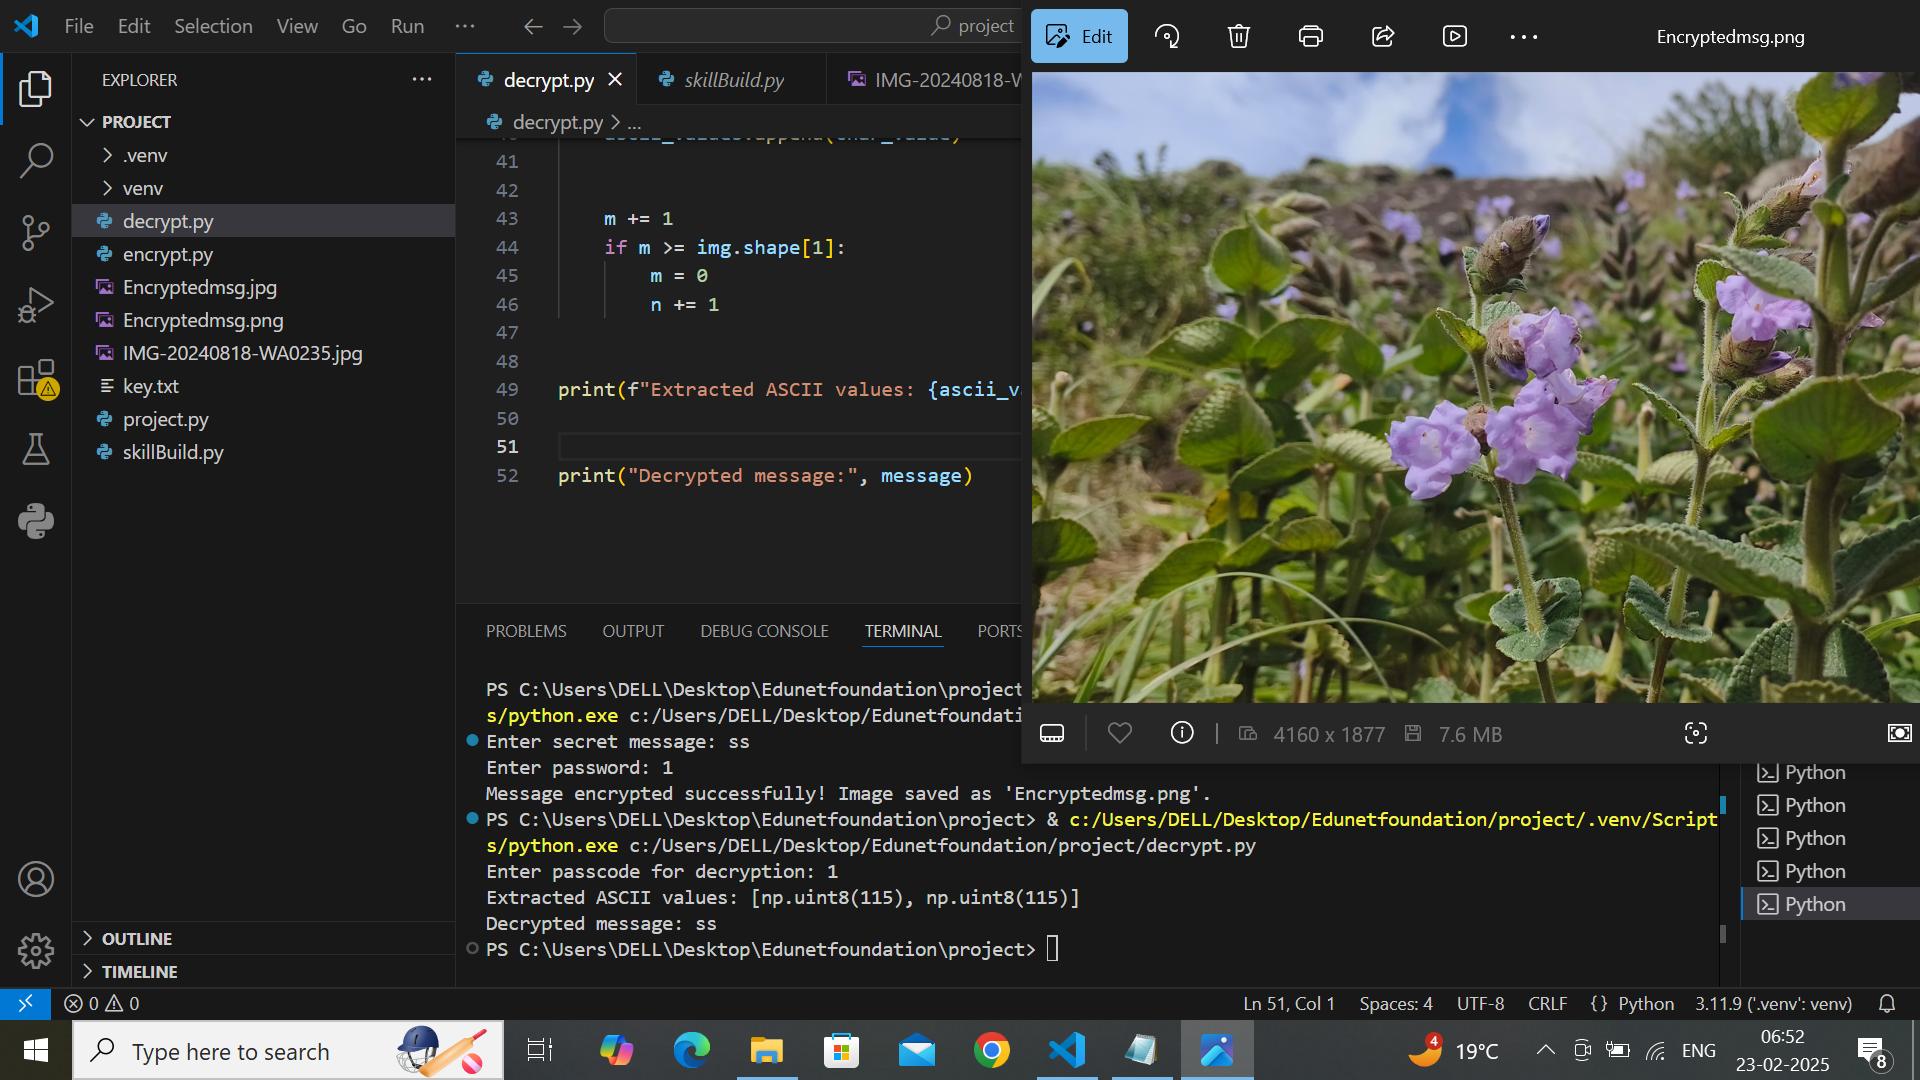 File Edit Selection View Go Run
project
EXPLORER
PROJECT
.venv
venv
decrypt.py
encrypt.py
Encryptedmsg.jpg
Encryptedmsg.png
IMG-20240818-WA0235.jpg
key.txt
project.py
skillBuild.py
OUTLINE
TIMELINE
decrypt.py
skillBuild.py
IMG-20240818-W
decrypt.py > ...
41
42
43 m += 1
44 if m >= img.shape[1]:
45 m = 0
46 n += 1
47
48
49 print(f"Extracted ASCII values: {ascii_va
50
51
52 print("Decrypted message:", message)
PROBLEMS OUTPUT DEBUG CONSOLE TERMINAL PORTS
PS C:\Users\DELL\Desktop\Edunetfoundation\project
s/python.exe c:/Users/DELL/Desktop/Edunetfoundati
Enter secret message: ss
Enter password: 1
Message encrypted successfully! Image saved as 'Encryptedmsg.png'.
PS C:\Users\DELL\Desktop\Edunetfoundation\project> & c:/Users/DELL/Desktop/Edunetfoundation/project/.venv/Script
s/python.exe c:/Users/DELL/Desktop/Edunetfoundation/project/decrypt.py
Enter passcode for decryption: 1
Extracted ASCII values: [np.uint8(115), np.uint8(115)]
Decrypted message: ss
PS C:\Users\DELL\Desktop\Edunetfoundation\project>
Edit
Encryptedmsg.png
4160 x 1877
7.6 MB
Python
Python
Python
Python
Python
0 0
Ln 51, Col 1 Spaces: 4 UTF-8 CRLF {} Python 3.11.9 ('.venv': venv)
Type here to search
4
19°C
ENG
06:52
23-02-2025
8